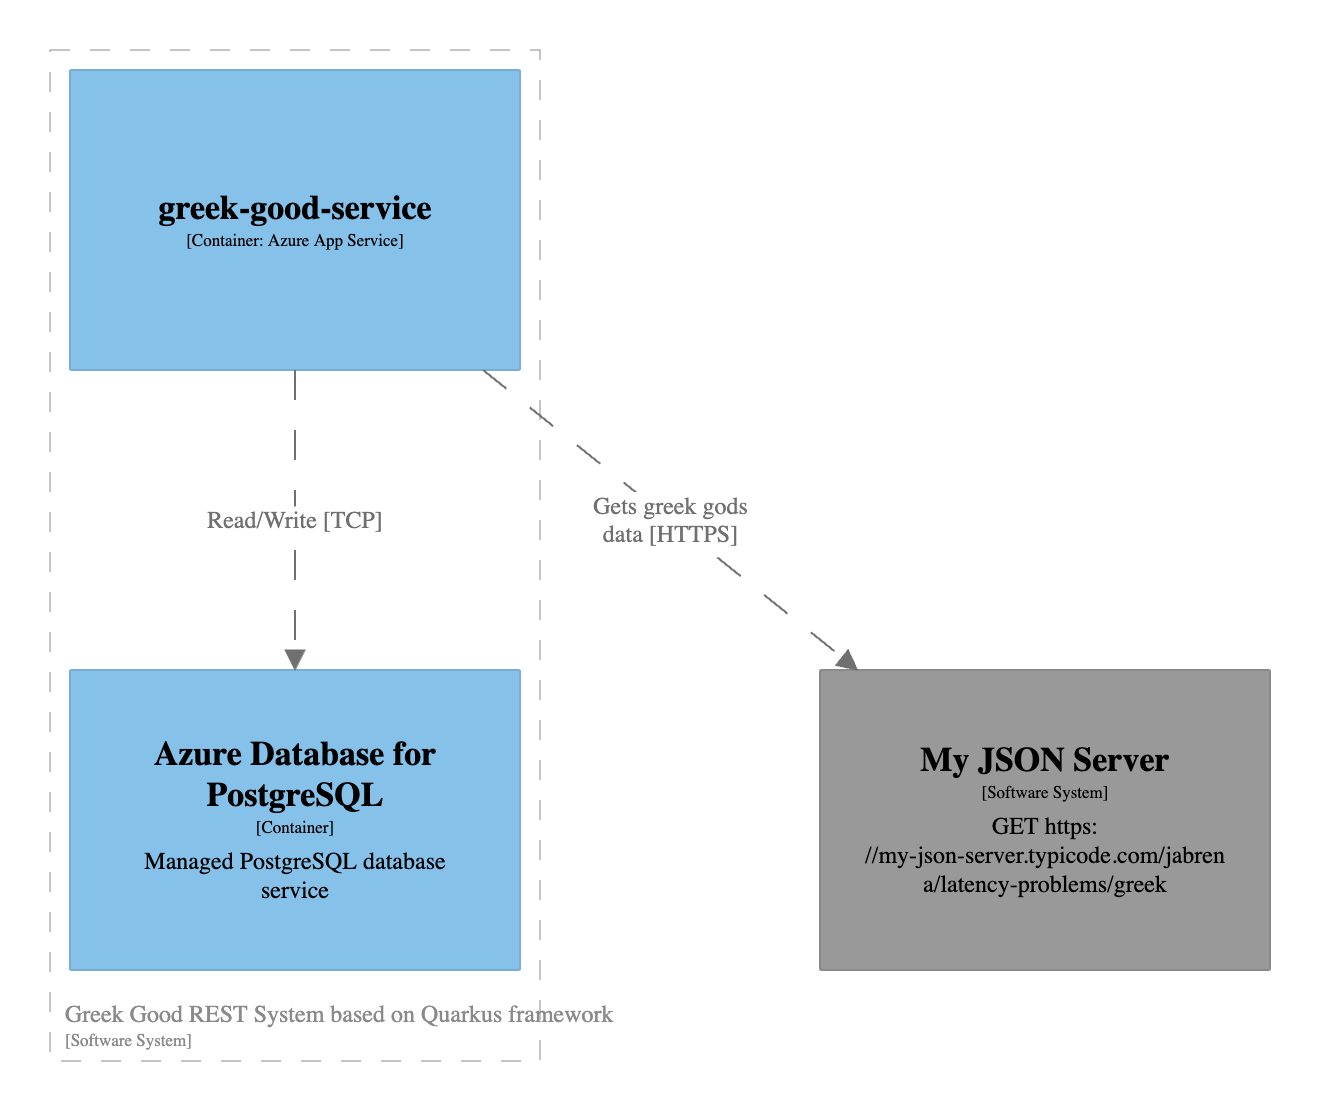 greek-good-service
[Container: Azure App Service]
Read/Write [TCP]
Gets greek gods
data [HTTPS]
Azure Database for
PostgreSQL
[Container]
Managed PostgreSQL database
service
My JSON Server
[Software System]
GET https:
//my-json-server.typicode.com/jabren
a/latency-problems/greek
Greek Good REST System based on Quarkus framework
[Software System]